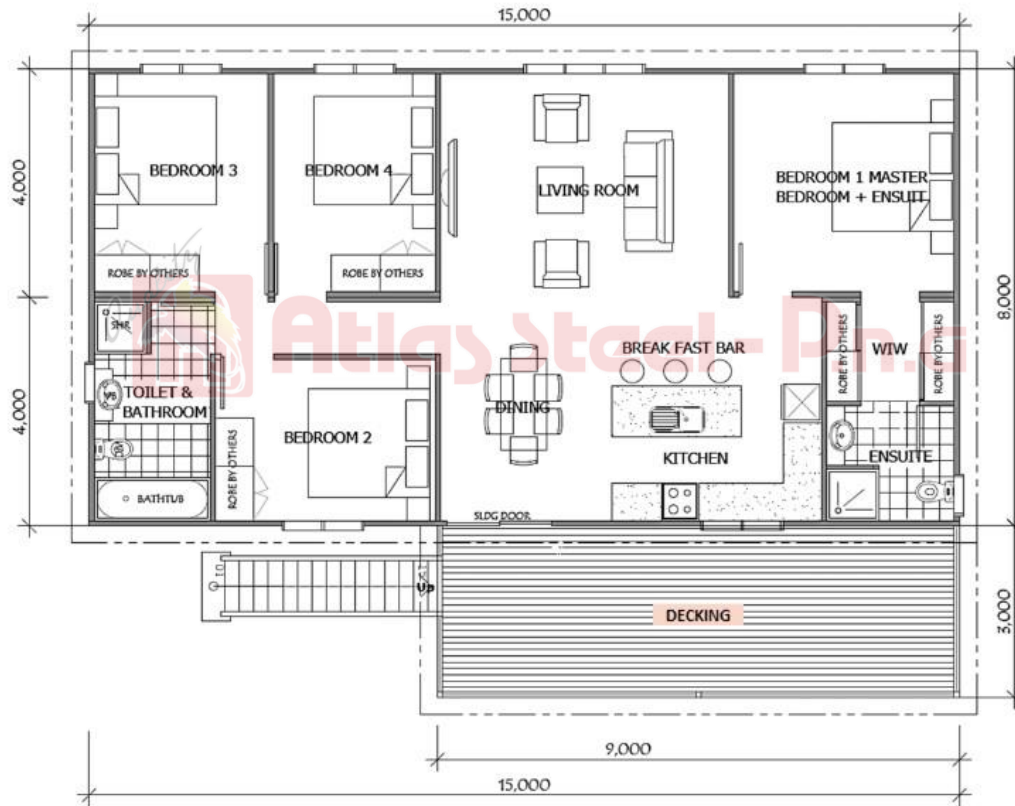 15,000
4,000
4,000
8,000
3,000
BEDROOM 3
BEDROOM 4
LIVING ROOM
BEDROOM 1 MASTER
BEDROOM + ENSUIT
ROBE BY OTHERS
ROBE BY OTHERS
SHR
Atlas Steel - P.n.g
BREAK FAST BAR
ROBE BY OTHERS
WIW
ROBE BY OTHERS
TOILET &
BATHROOM
DINING
BEDROOM 2
ROBE BY OTHERS
KITCHEN
ENSUITE
BATHTUB
SLDG DOOR
Up
DECKING
9,000
15,000